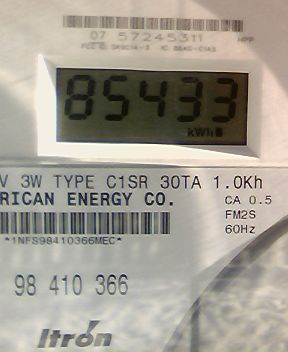 07 57245311
85433
kWh
V 3W TYPE C1SR 30TA 1.0Kh
RICAN ENERGY CO. CA 0.5
FM2S
60Hz
*1NFS98410366MEC*
98 410 366
Itron